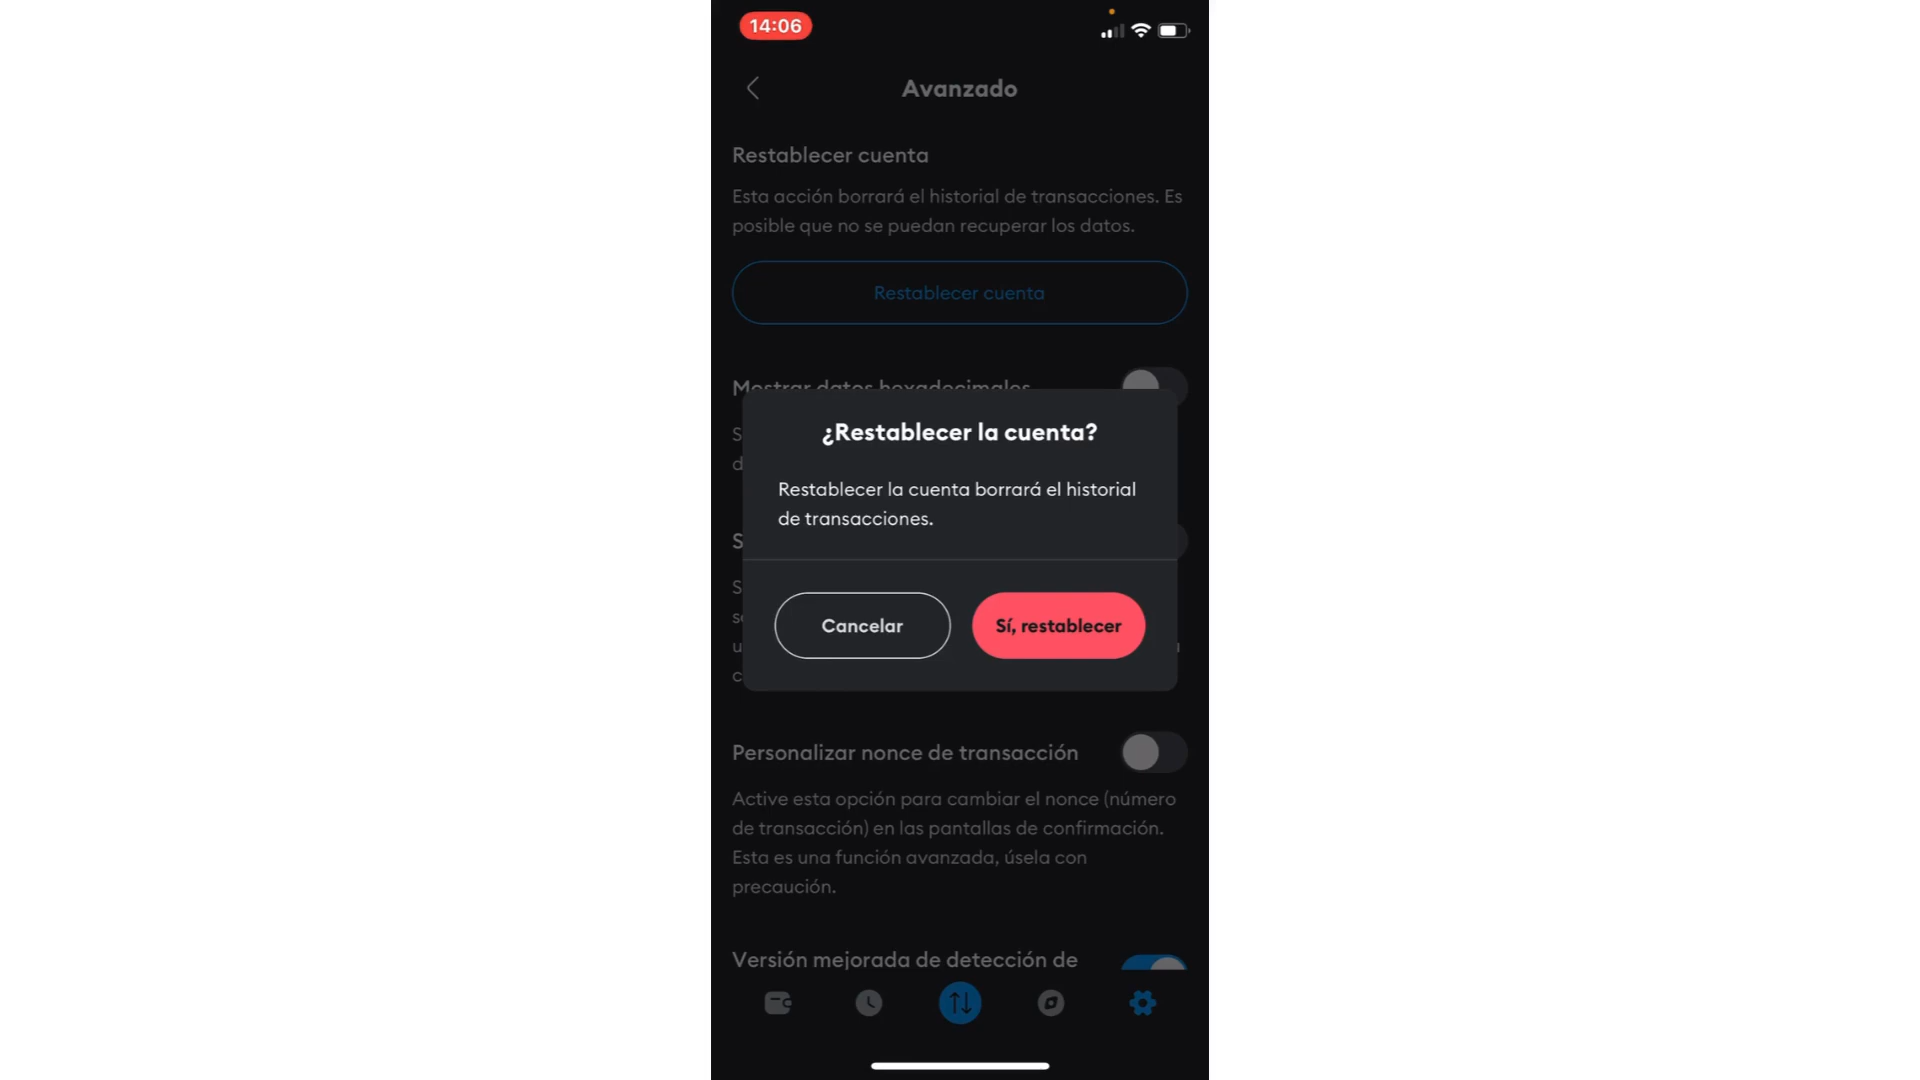 14:06
Avanzado
Restablecer cuenta
Esta acción borrará el historial de transacciones. Es
posible que no se puedan recuperar los datos.
Restablecer cuenta
Mostrar datos hexadecimales
¿Restablecer la cuenta?
Restablecer la cuenta borrará el historial
de transacciones.
Cancelar
Sí, restablecer
Personalizar nonce de transacción
Active esta opción para cambiar el nonce (número
de transacción) en las pantallas de confirmación.
Esta es una función avanzada, úsela con
precaución.
Versión mejorada de detección de